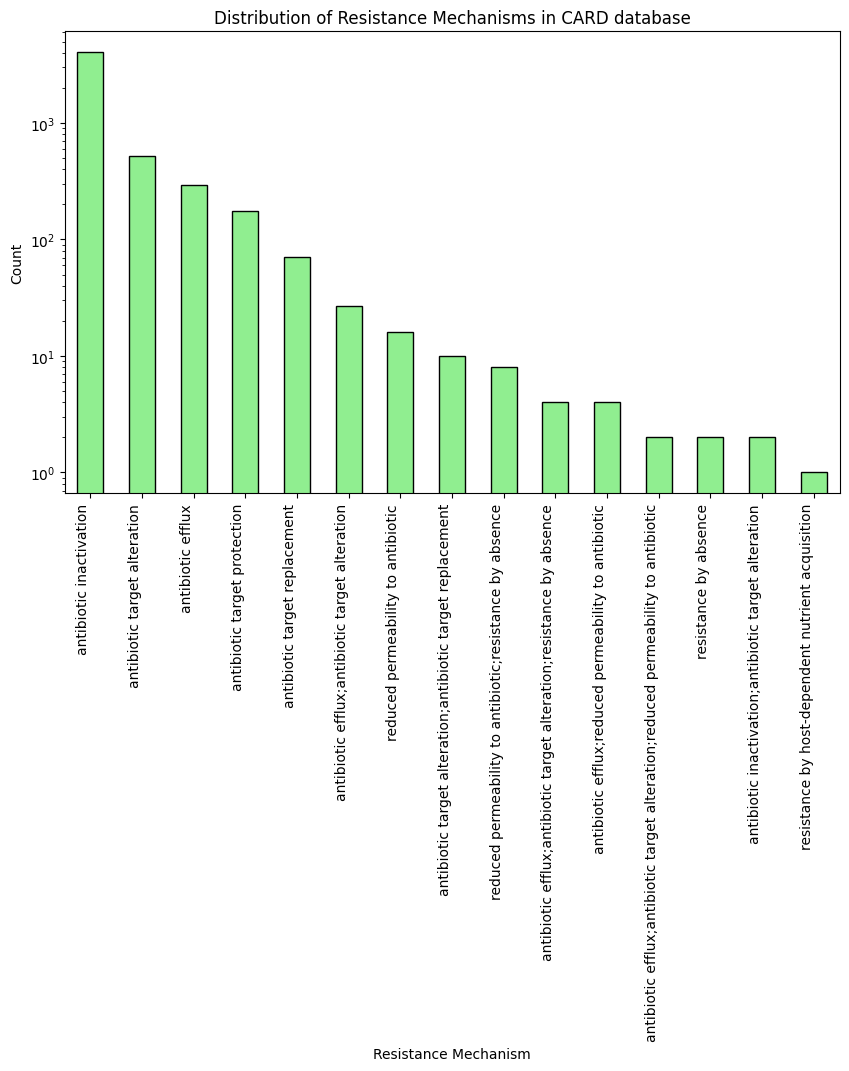 Distribution of Resistance Mechanisms in CARD database
Count
10³
10²
10¹
10⁰
antibiotic inactivation
antibiotic target alteration
antibiotic efflux
antibiotic target protection
antibiotic target replacement
antibiotic efflux;antibiotic target alteration
reduced permeability to antibiotic
antibiotic target alteration;antibiotic target replacement
reduced permeability to antibiotic;resistance by absence
antibiotic efflux;antibiotic target alteration;resistance by absence
antibiotic efflux;reduced permeability to antibiotic
antibiotic efflux;antibiotic target alteration;reduced permeability to antibiotic
resistance by absence
antibiotic inactivation;antibiotic target alteration
resistance by host-dependent nutrient acquisition
Resistance Mechanism